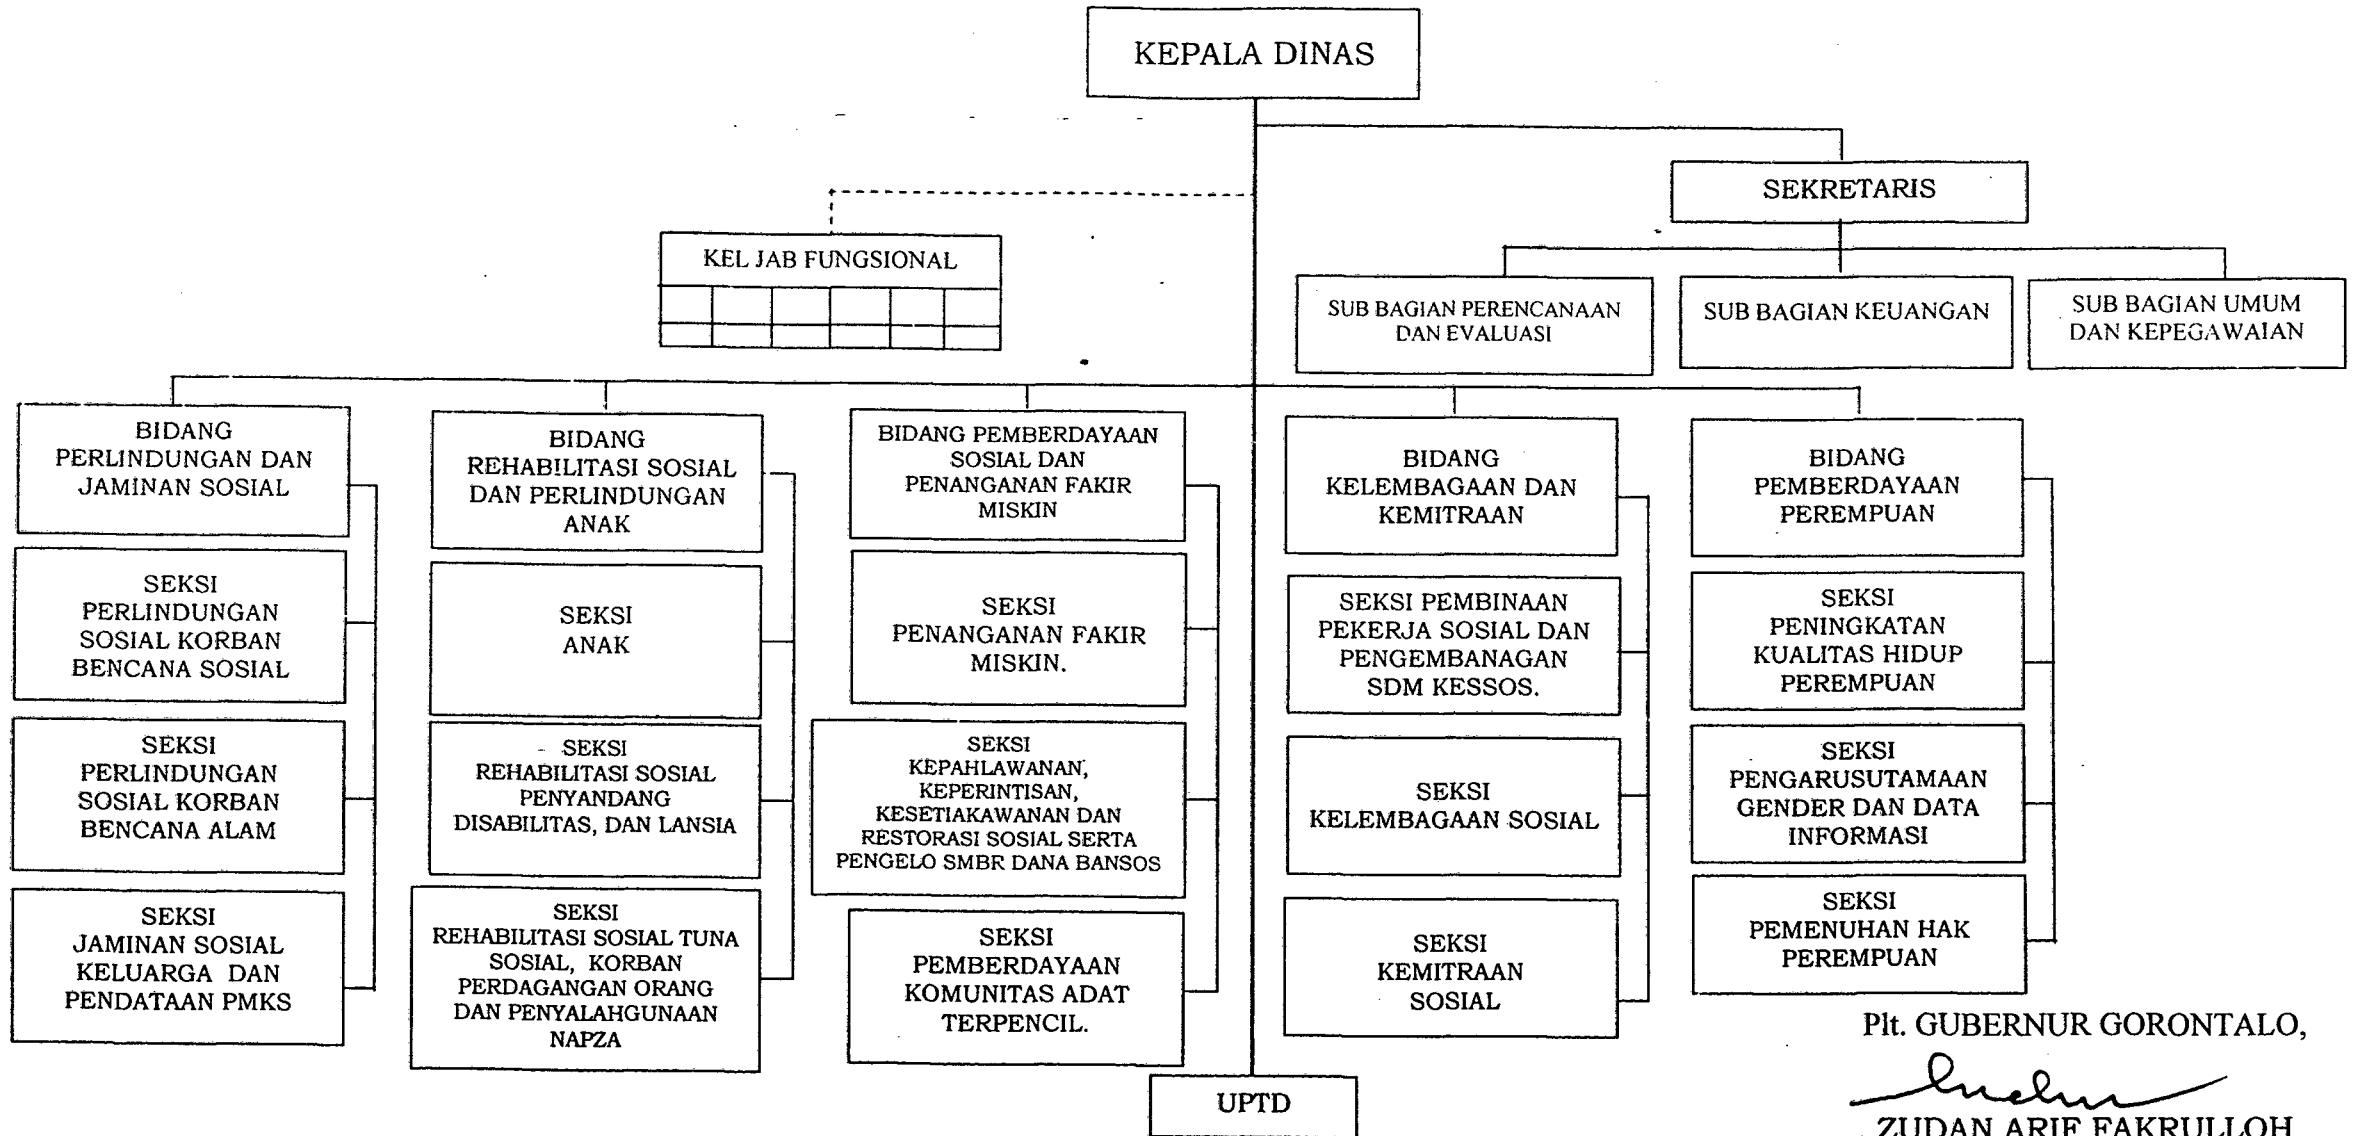 KEPALA DINAS
SEKRETARIS
KEL JAB FUNGSIONAL
SUB BAGIAN PERENCANAAN
DAN EVALUASI
SUB BAGIAN KEUANGAN
SUB BAGIAN UMUM
DAN KEPEGAWAIAN
BIDANG
PERLINDUNGAN DAN
JAMINAN SOSIAL
SEKSI
PERLINDUNGAN
SOSIAL KORBAN
BENCANA SOSIAL
SEKSI
PERLINDUNGAN
SOSIAL KORBAN
BENCANA ALAM
SEKSI
JAMINAN SOSIAL
KELUARGA DAN
PENDATAAN PMKS
BIDANG
REHABILITASI SOSIAL
DAN PERLINDUNGAN
ANAK
SEKSI
ANAK
SEKSI
REHABILITASI SOSIAL
PENYANDANG
DISABILITAS, DAN LANSIA
SEKSI
REHABILITASI SOSIAL TUNA
SOSIAL, KORBAN
PERDAGANGAN ORANG
DAN PENYALAHGUNAAN
NAPZA
BIDANG PEMBERDAYAAN
SOSIAL DAN
PENANGANAN FAKIR
MISKIN
SEKSI
PENANGANAN FAKIR
MISKIN.
SEKSI
KEPAHLAWANAN,
KEPERINTISAN,
KESETIAKAWANAN DAN
RESTORASI SOSIAL SERTA
PENGELO SMBR DANA BANSOS
SEKSI
PEMBERDAYAAN
KOMUNITAS ADAT
TERPENCIL.
BIDANG
KELEMBAGAAN DAN
KEMITRAAN
SEKSI PEMBINAAN
PEKERJA SOSIAL DAN
PENGEMBANAGAN
SDM KESSOS.
SEKSI
KELEMBAGAAN SOSIAL
SEKSI
KEMITRAAN
SOSIAL
BIDANG
PEMBERDAYAAN
PEREMPUAN
SEKSI
PENINGKATAN
KUALITAS HIDUP
PEREMPUAN
SEKSI
PENGARUSUTAMAAN
GENDER DAN DATA
INFORMASI
SEKSI
PEMENUHAN HAK
PEREMPUAN
UPTD
Plt. GUBERNUR GORONTALO,
ZUDAN ARIF FAKRULLOH